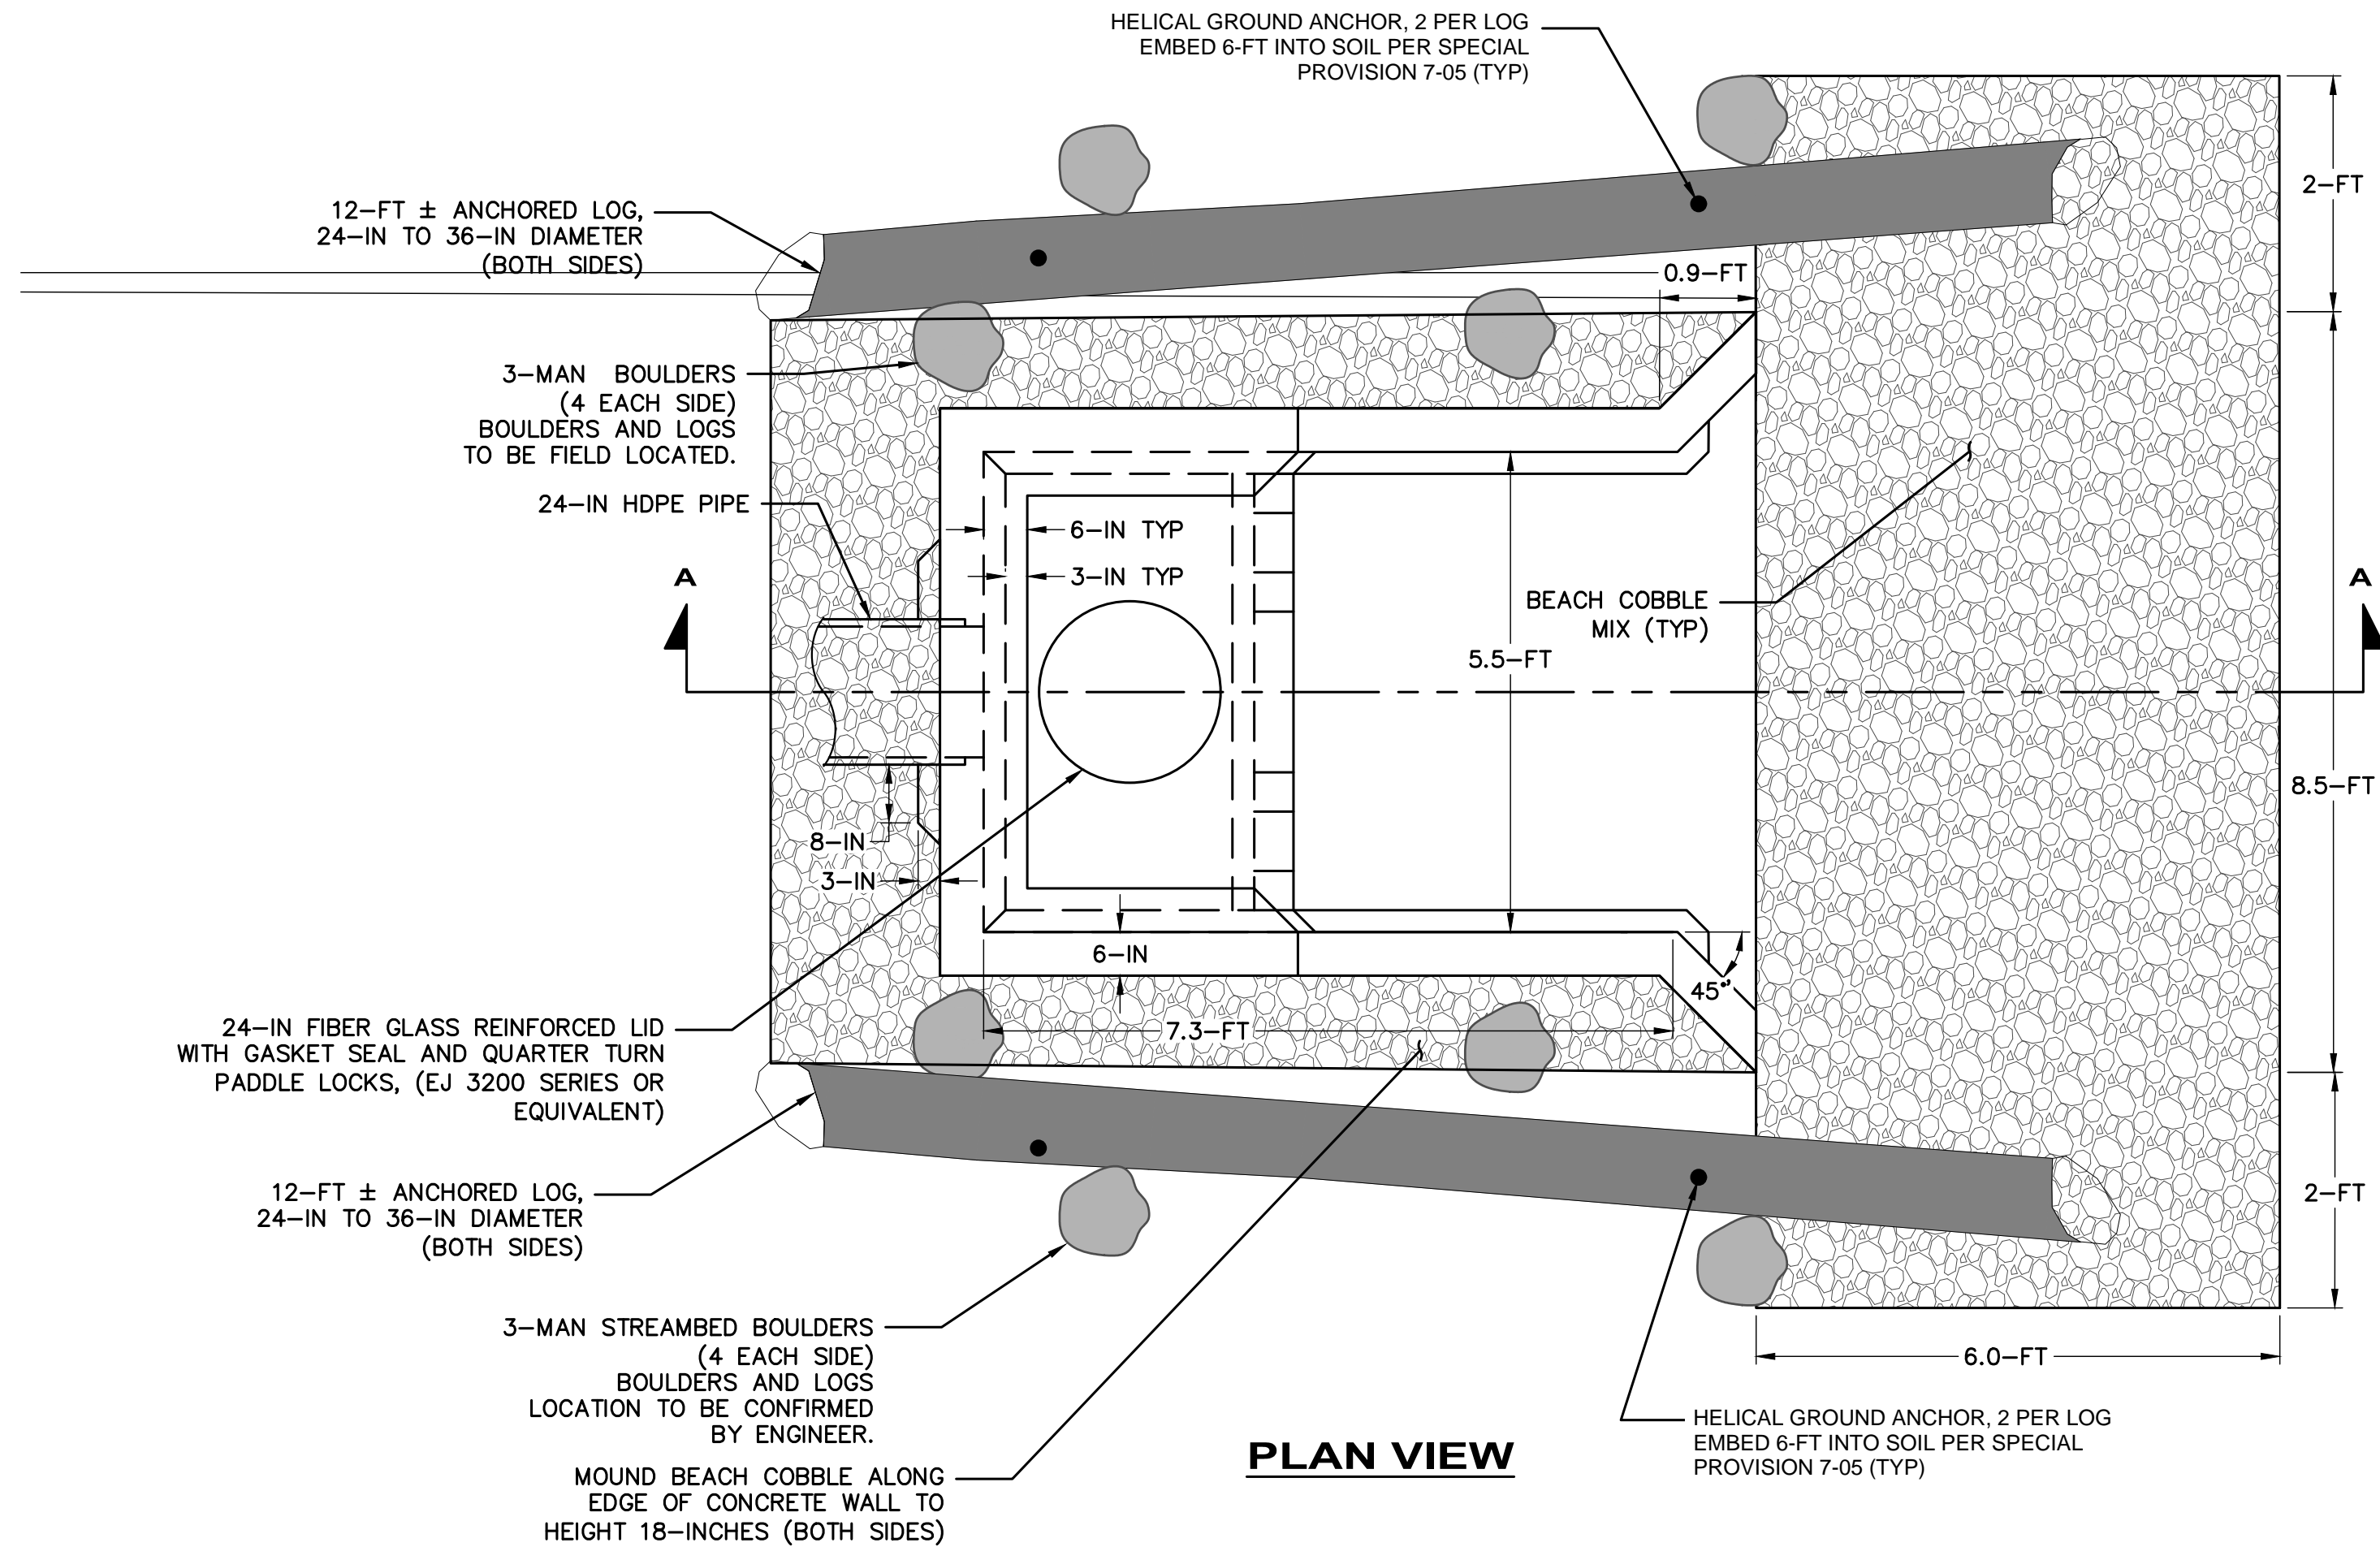 HELICAL GROUND ANCHOR, 2 PER LOG
EMBED 6-FT INTO SOIL PER SPECIAL
PROVISION 7-05 (TYP)
12-FT ± ANCHORED LOG,
24-IN TO 36-IN DIAMETER
(BOTH SIDES)
2-FT
0.9-FT
3-MAN BOULDERS
(4 EACH SIDE)
BOULDERS AND LOGS
TO BE FIELD LOCATED.
24-IN HDPE PIPE
6-IN TYP
3-IN TYP
A
A
BEACH COBBLE
MIX (TYP)
5.5-FT
8.5-FT
8-IN
3-IN
6-IN
45°
7.3-FT
24-IN FIBER GLASS REINFORCED LID
WITH GASKET SEAL AND QUARTER TURN
PADDLE LOCKS, (EJ 3200 SERIES OR
EQUIVALENT)
12-FT ± ANCHORED LOG,
24-IN TO 36-IN DIAMETER
(BOTH SIDES)
2-FT
3-MAN STREAMBED BOULDERS
(4 EACH SIDE)
BOULDERS AND LOGS
LOCATION TO BE CONFIRMED
BY ENGINEER.
6.0-FT
HELICAL GROUND ANCHOR, 2 PER LOG
EMBED 6-FT INTO SOIL PER SPECIAL
PROVISION 7-05 (TYP)
MOUND BEACH COBBLE ALONG
EDGE OF CONCRETE WALL TO
HEIGHT 18-INCHES (BOTH SIDES)
PLAN VIEW